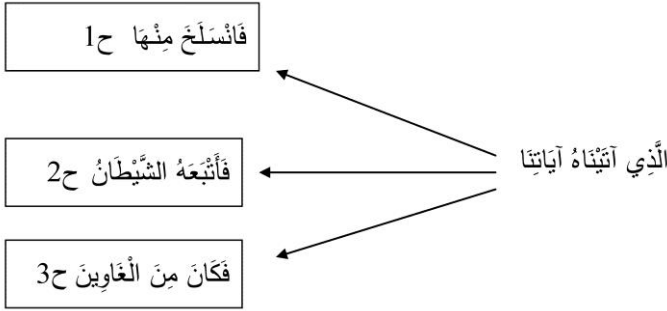 فَانْسَلَخَ مِنْهَا ح1
الَّذِي آتَيْنَاهُ آيَاتِنَا
فَأَتْبَعَهُ الشَّيْطَانُ ح2
فَكَانَ مِنَ الْغَاوِينَ ح3